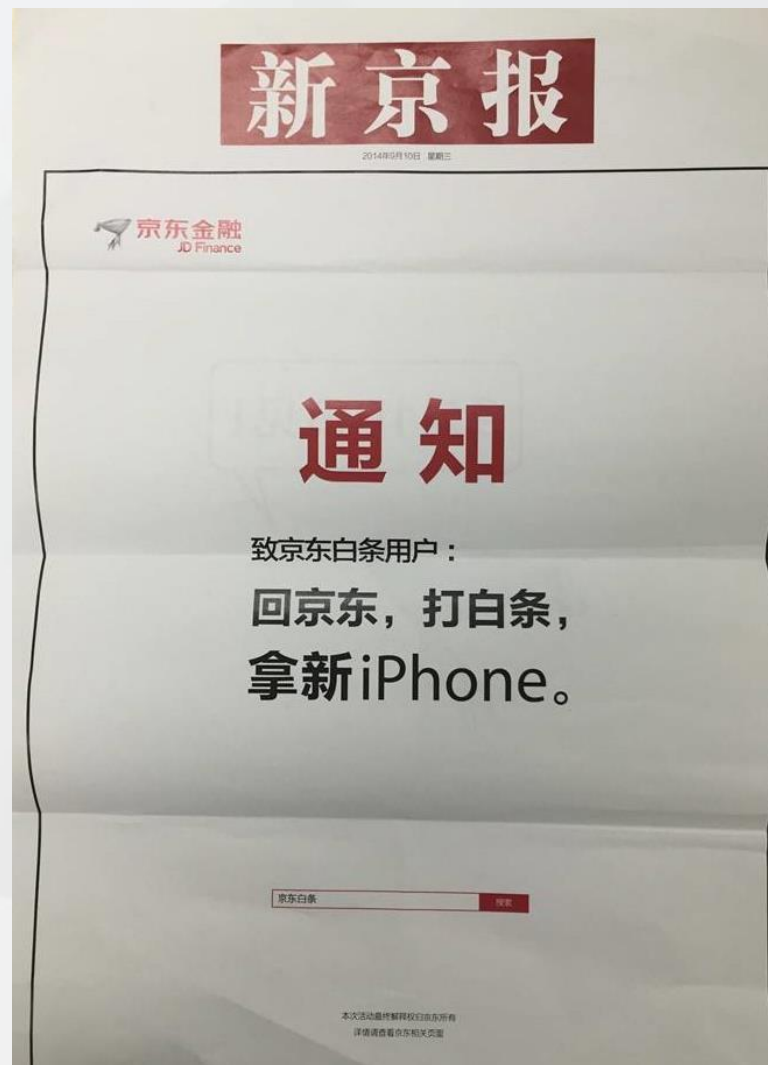 新京报
2014年9月10日 星期三
京东金融
JD Finance
通知
致京东白条用户：
回京东，打白条，
拿新iPhone。
京东白条 搜索
本次活动最终解释权归京东所有
详情请查看京东相关页面